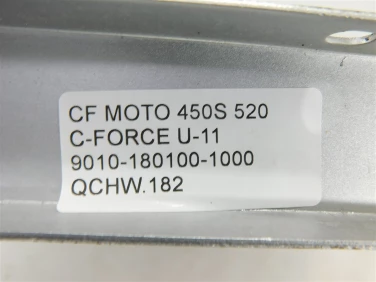 CF MOTO 450S 520
C-FORCE U-11
9010-180100-1000
QCHW.182